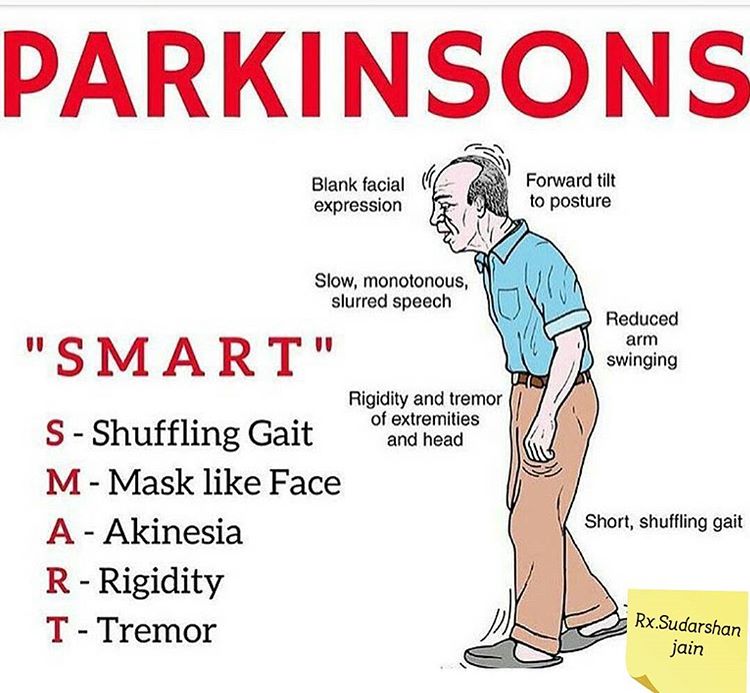 PARKINSONS
Blank facial
expression
Forward tilt
to posture
Slow, monotonous,
slurred speech
Reduced
arm
swinging
Rigidity and tremor
of extremities
and head
Short, shuffling gait
"SMART"
S - Shuffling Gait
M - Mask like Face
A - Akinesia
R - Rigidity
T - Tremor
Rx.Sudarshan
jain